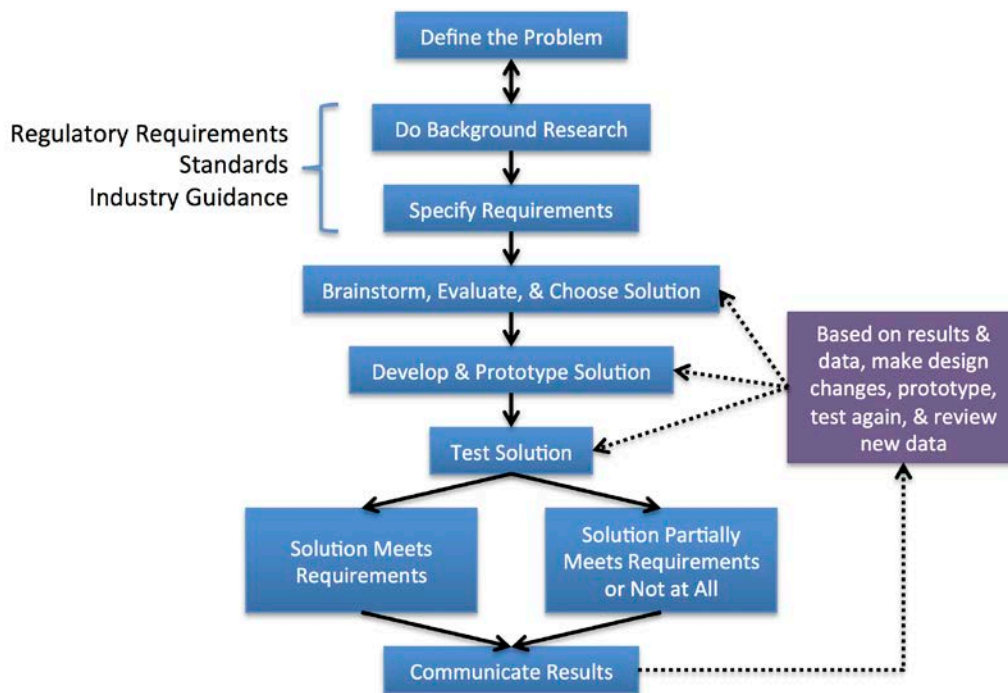 Define the Problem
Regulatory Requirements
Standards
Industry Guidance
Do Background Research
Specify Requirements
Brainstorm, Evaluate, & Choose Solution
Develop & Prototype Solution
Based on results &
data, make design
changes, prototype,
test again, & review
new data
Test Solution
Solution Meets
Requirements
Solution Partially
Meets Requirements
or Not at All
Communicate Results